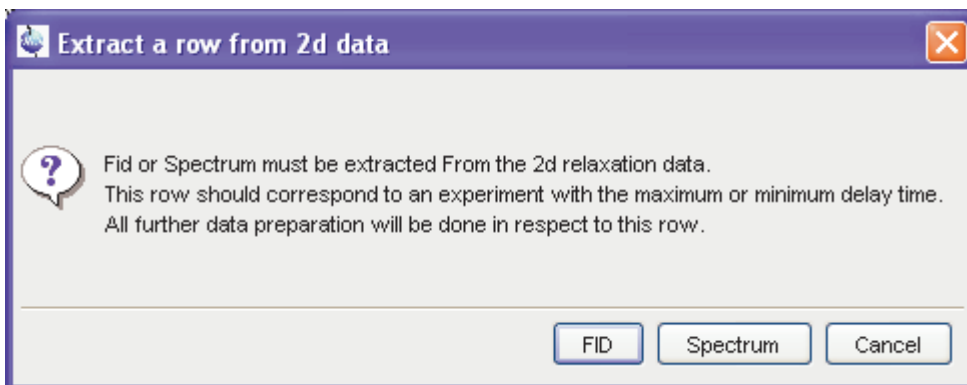 Extract a row from 2d data
Fid or Spectrum must be extracted From the 2d relaxation data.
This row should correspond to an experiment with the maximum or minimum delay time.
All further data preparation will be done in respect to this row.
FID Spectrum Cancel